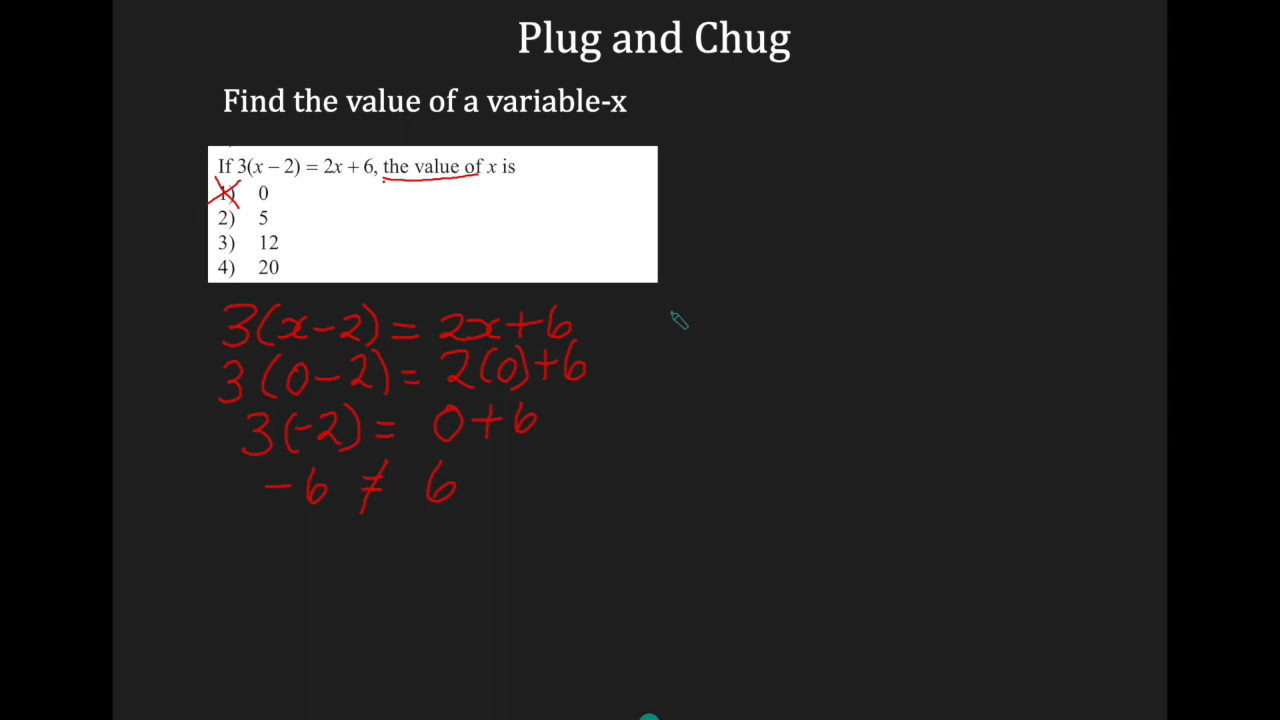 Plug and Chug
Find the value of a variable-x
If 3(x – 2) = 2x + 6, the value of x is
1) 0
2) 5
3) 12
4) 20
3(x-2) = 2x+6
3(0-2) = 2(0)+6
3(-2) = 0+6
-6 ≠ 6